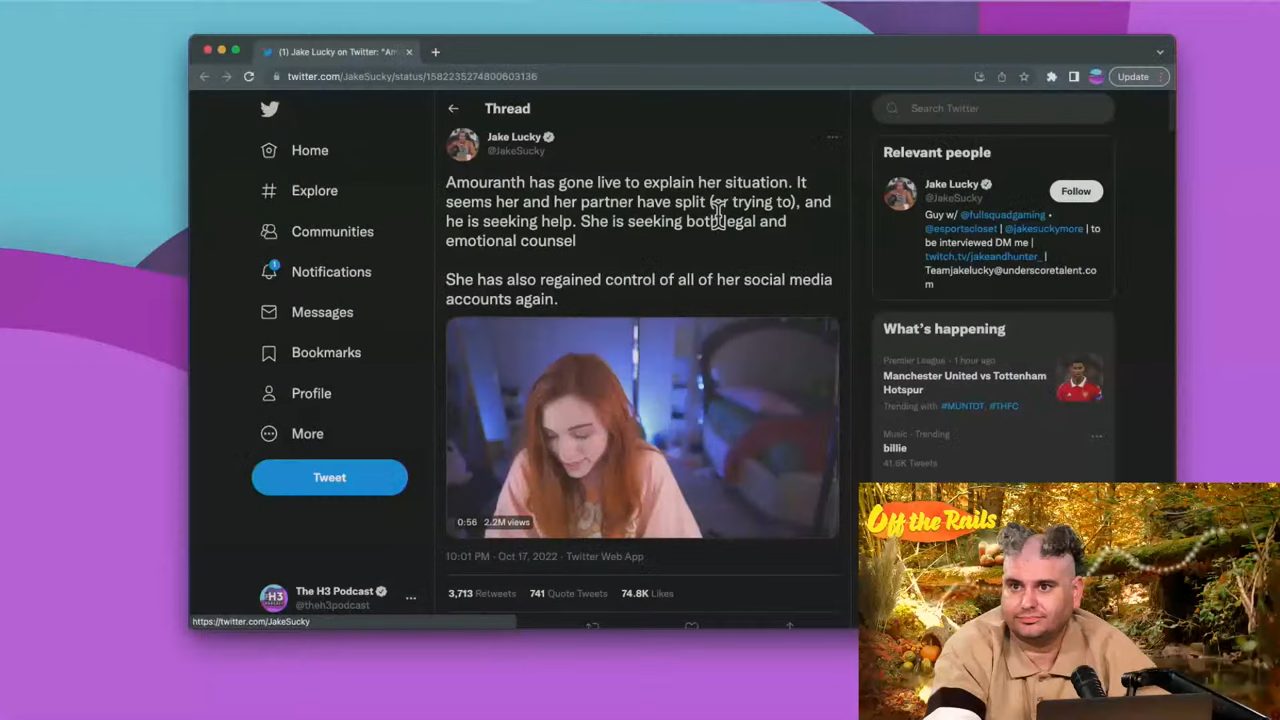 (1) Jake Lucky on Twitter: "Am
twitter.com/JakeSucky/status/1582235274800603136
Update
Home
Explore
Communities
1
Notifications
Messages
Bookmarks
Profile
More
Tweet
The H3 Podcast
@theh3podcast
https://twitter.com/JakeSucky
Thread
Jake Lucky
@JakeSucky
Amouranth has gone live to explain her situation. It
seems her and her partner have split (or trying to), and
he is seeking help. She is seeking both legal and
emotional counsel
She has also regained control of all of her social media
accounts again.
0:56 2.2M views
10:01 PM · Oct 17, 2022 · Twitter Web App
3,713 Retweets 741 Quote Tweets 74.8K Likes
Search Twitter
Relevant people
Jake Lucky
@JakeSucky
Follow
Guy w/ @fullsquadgaming •
@esportscloset | @jakesuckymore | to
be interviewed DM me |
twitch.tv/jakeandhunter_ |
Teamjakelucky@underscoretalent.co
m
What's happening
Premier League · 1 hour ago
Manchester United vs Tottenham
Hotspur
Trending with #MUNTOT, #THFC
Music · Trending
billie
41.6K Tweets
Off the Rails
H3